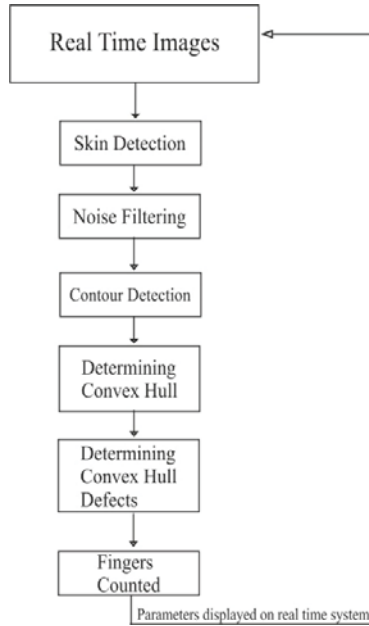 Real Time Images
Skin Detection
Noise Filtering
Contour Detection
Determining
Convex Hull
Determining
Convex Hull
Defects
Fingers
Counted
Parameters displayed on real time system